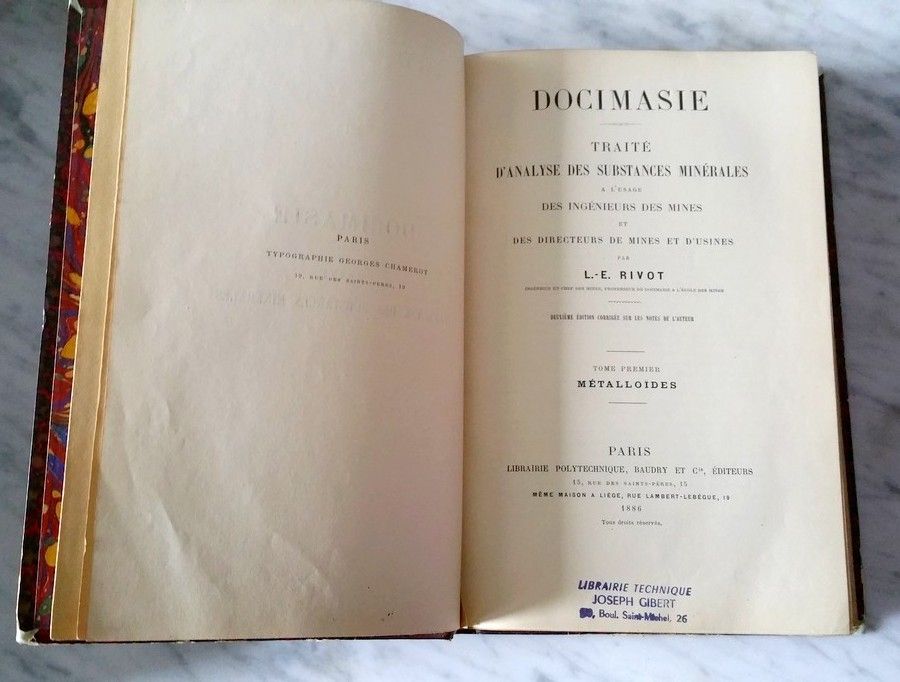 PARIS
TYPOGRAPHIE GEORGES CHAMEROT
19, RUE DES SAINTS-PÈRES, 19
DOCIMASIE
TRAITÉ
D'ANALYSE DES SUBSTANCES MINÉRALES
A L'USAGE
DES INGÉNIEURS DES MINES
ET
DES DIRECTEURS DE MINES ET D'USINES
PAR
L.-E. RIVOT
INGÉNIEUR EN CHEF DES MINES, PROFESSEUR DE DOCIMASIE A L'ÉCOLE DES MINES
DEUXIÈME ÉDITION CORRIGÉE SUR LES NOTES DE L'AUTEUR
TOME PREMIER
MÉTALLOÏDES
PARIS
LIBRAIRIE POLYTECHNIQUE, BAUDRY ET Cie, ÉDITEURS
15, RUE DES SAINTS-PÈRES, 15
MÊME MAISON A LIÉGE, RUE LAMBERT-LEBÈGUE, 19
1886
Tous droits réservés.
LIBRAIRIE TECHNIQUE
JOSEPH GIBERT
Boul. Saint-Michel, 26